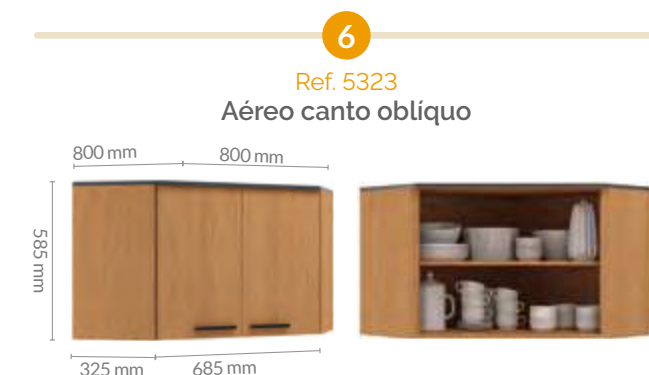 6
Ref. 5323
Aéreo canto oblíquo
800 mm 800 mm
585 mm
325 mm 685 mm